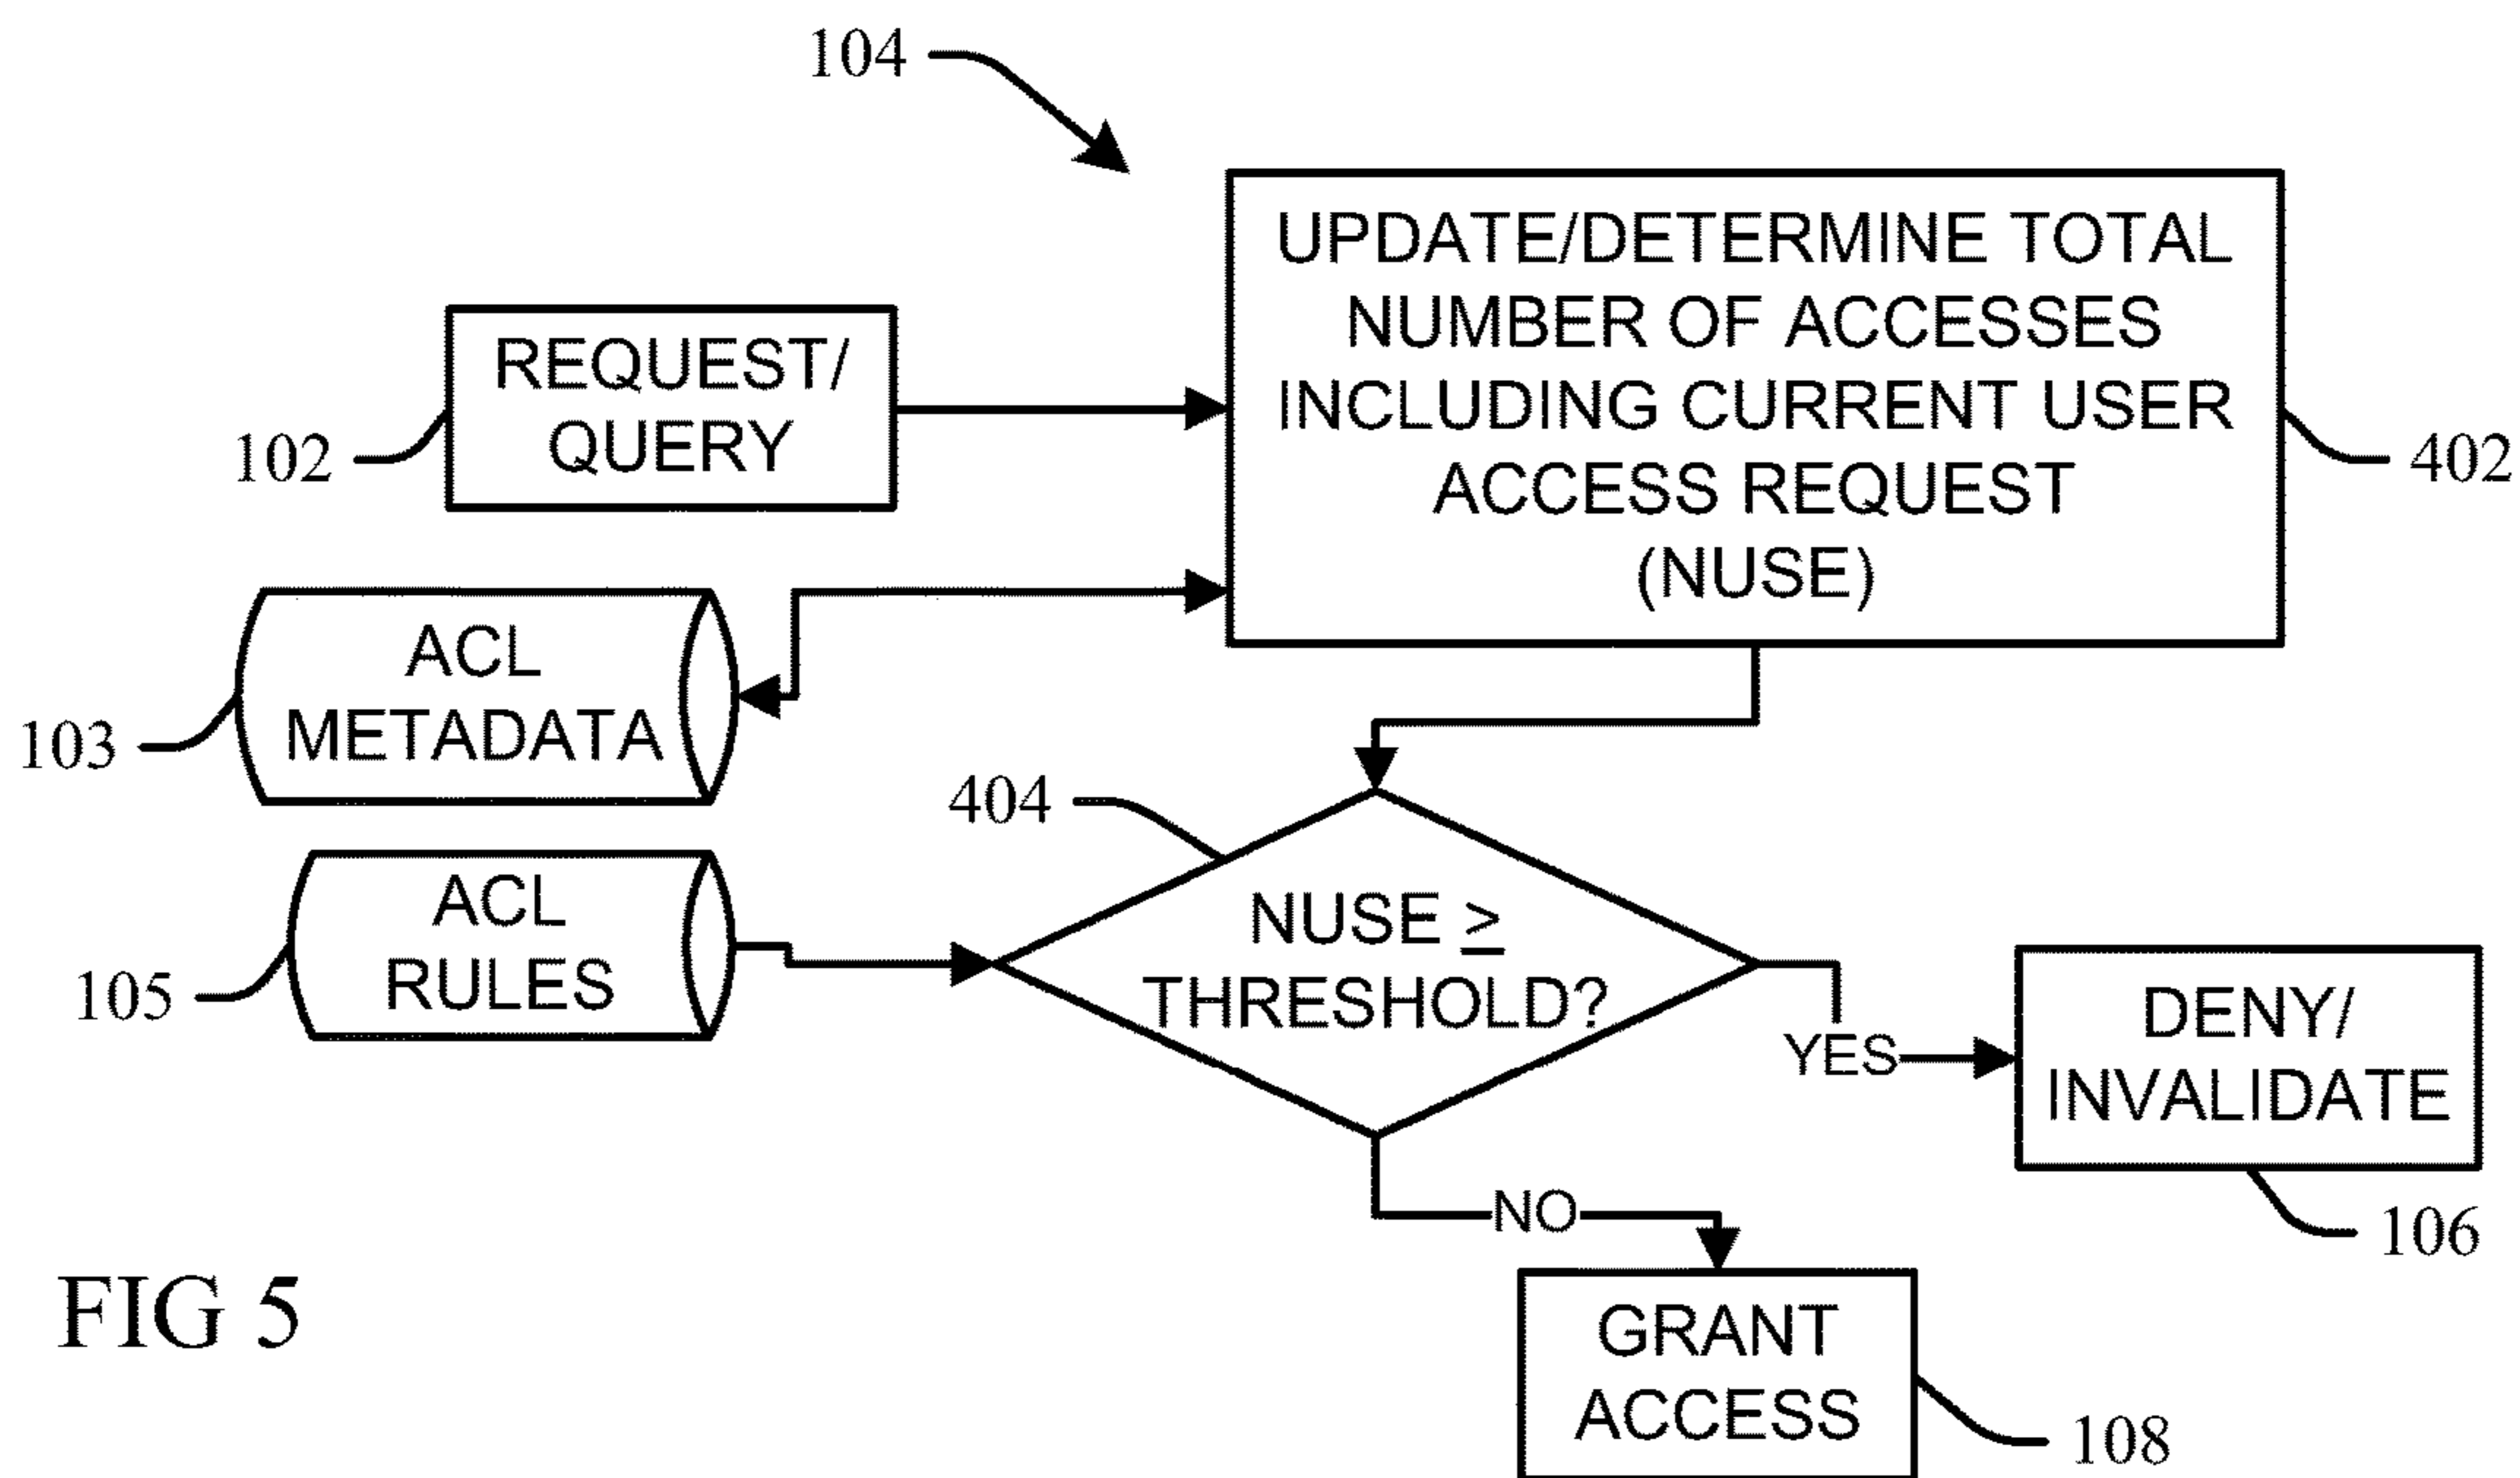 104
UPDATE/DETERMINE TOTAL
NUMBER OF ACCESSES
INCLUDING CURRENT USER
ACCESS REQUEST
(NUSE)
402
REQUEST/
QUERY
102
ACL
METADATA
103
404
ACL
RULES
105
NUSE ≥
THRESHOLD?
YES
DENY/
INVALIDATE
106
NO
GRANT
ACCESS
108
FIG 5